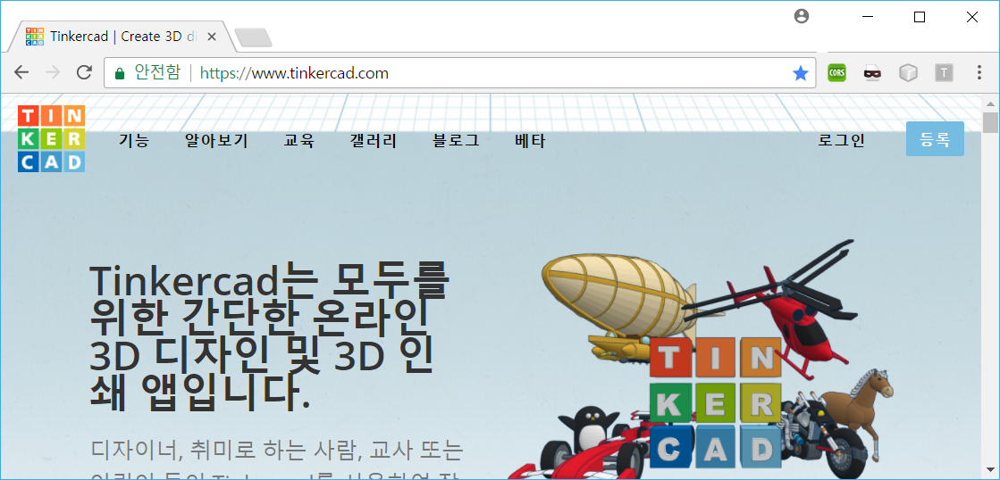 Tinkercad | Create 3D di
안전함 | https://www.tinkercad.com
CORS
T
TIN
KER
CAD
기능 알아보기 교육 갤러리 블로그 베타 로그인 등록
Tinkercad는 모두를
위한 간단한 온라인
3D 디자인 및 3D 인
쇄 앱입니다.
TIN
KER
CAD
디자이너, 취미로 하는 사람, 교사 또는